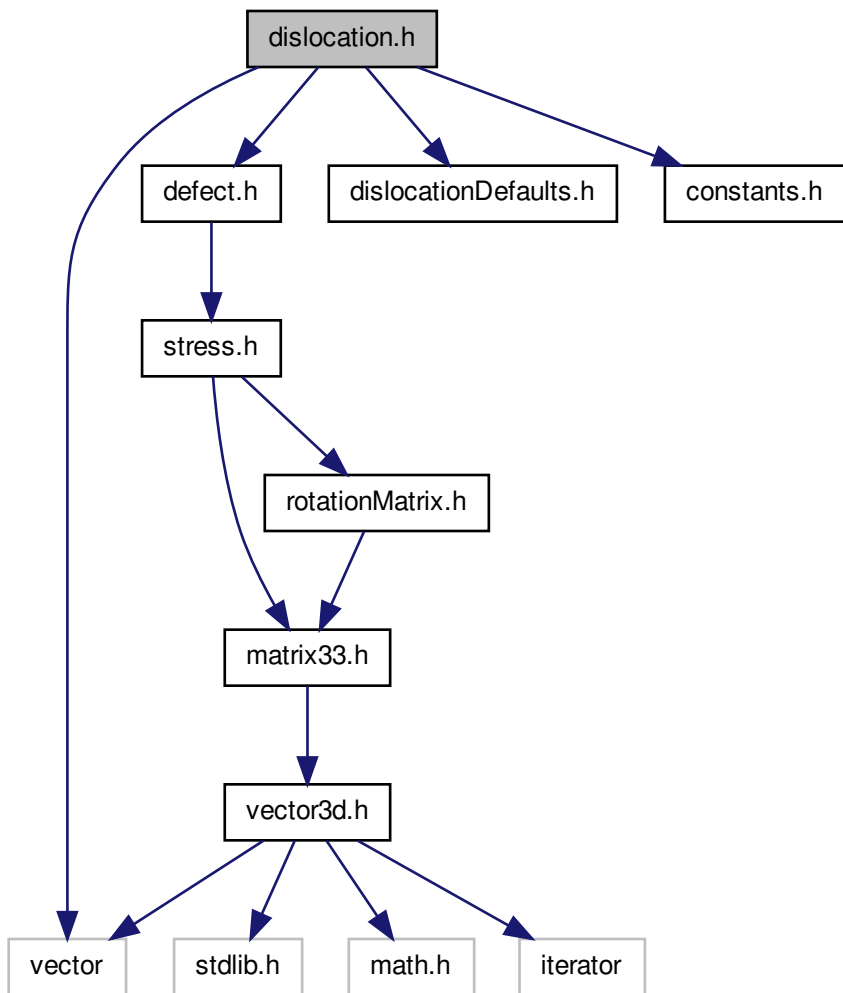 dislocation.h
defect.h
dislocationDefaults.h
constants.h
stress.h
rotationMatrix.h
matrix33.h
vector3d.h
vector
stdlib.h
math.h
iterator